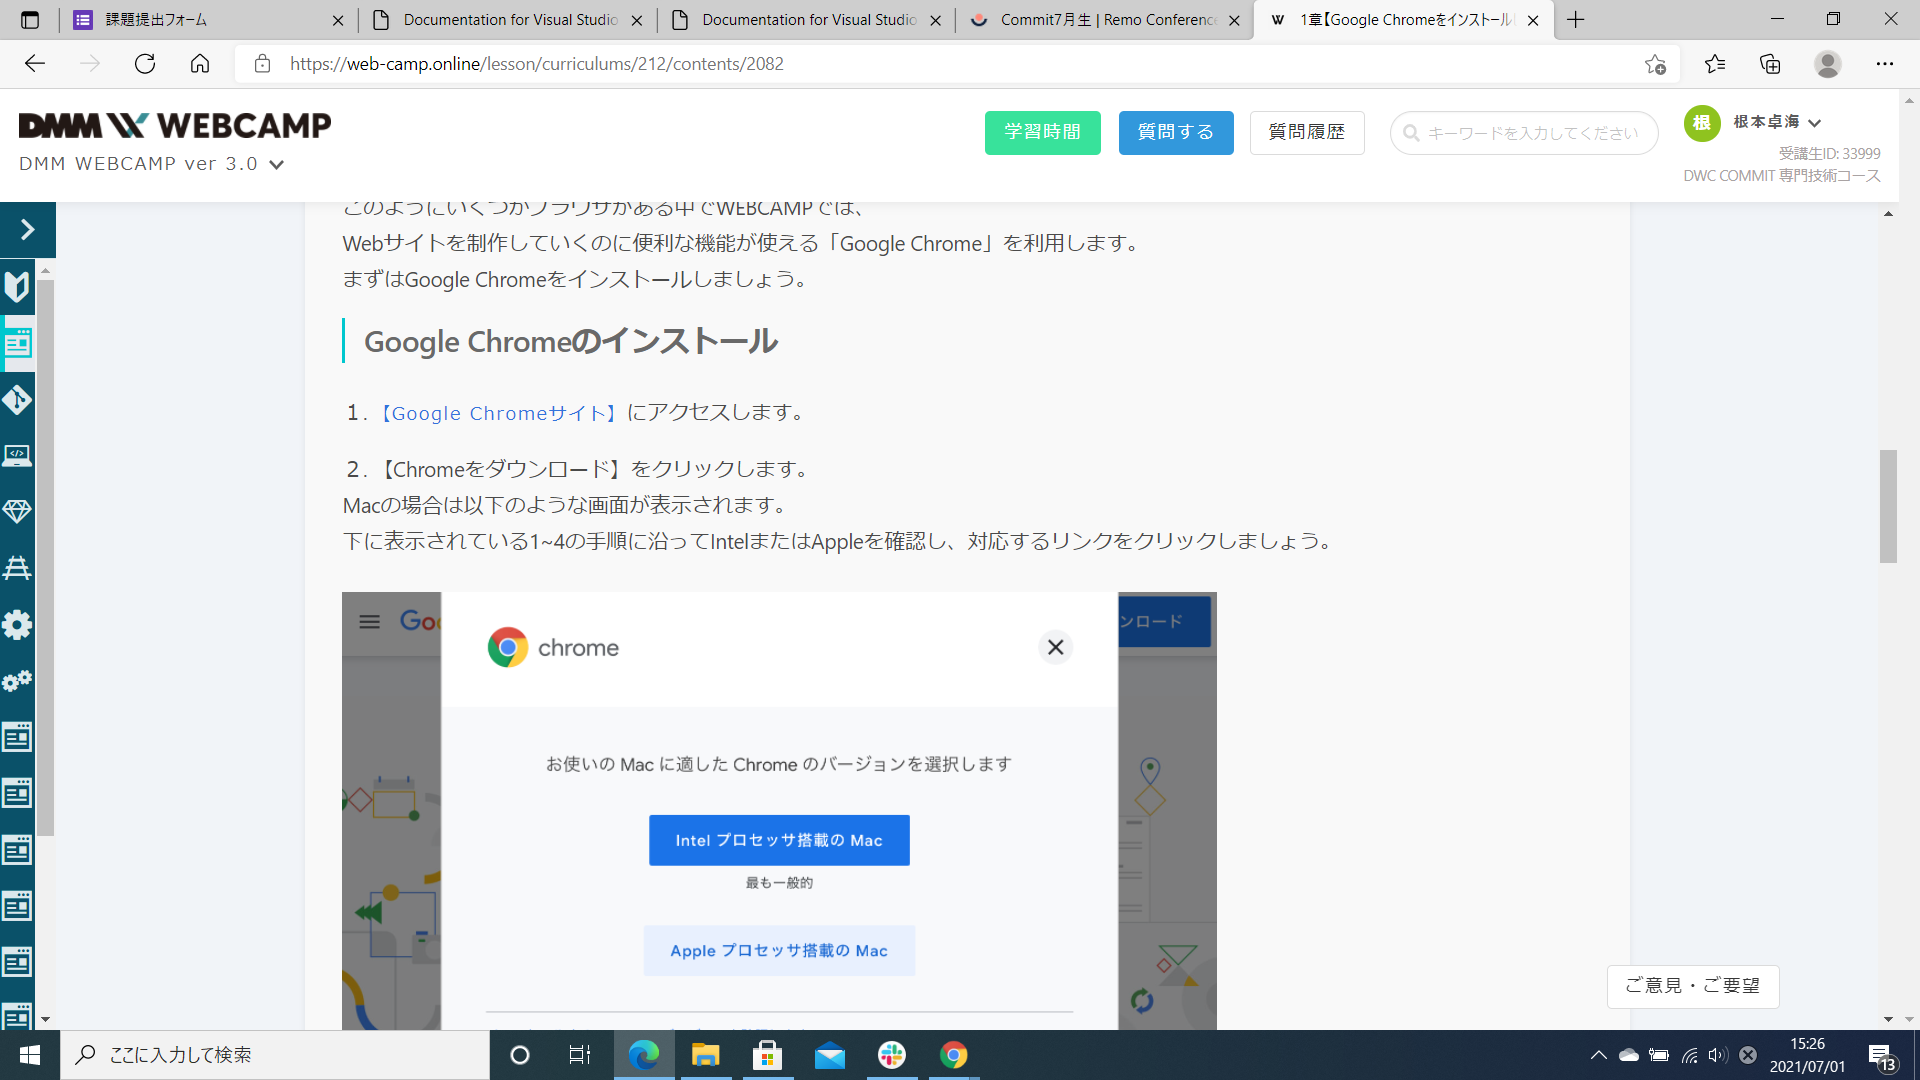 課題提出フォーム
Documentation for Visual Studio
Documentation for Visual Studio
Commit7月生 | Remo Conference
1章【Google Chromeをインストール
https://web-camp.online/lesson/curriculums/212/contents/2082
DMM WEBCAMP
DMM WEBCAMP ver 3.0
学習時間
質問する
質問履歴
キーワードを入力してください
根
根本卓海
受講生ID: 33999
DWC COMMIT 専門技術コース
このようにいくつかブラウザがある中でWEBCAMPでは、
Webサイトを制作していくのに便利な機能が使える「Google Chrome」を利用します。
まずはGoogle Chromeをインストールしましょう。
Google Chromeのインストール
１. 【Google Chromeサイト】にアクセスします。
２. 【Chromeをダウンロード】をクリックします。
Macの場合は以下のような画面が表示されます。
下に表示されている1~4の手順に沿ってIntelまたはAppleを確認し、対応するリンクをクリックしましょう。
Goo
chrome
ンロード
お使いの Mac に適した Chrome のバージョンを選択します
Intel プロセッサ搭載の Mac
最も一般的
Apple プロセッサ搭載の Mac
ご意見・ご要望
ここに入力して検索
15:26
2021/07/01
13